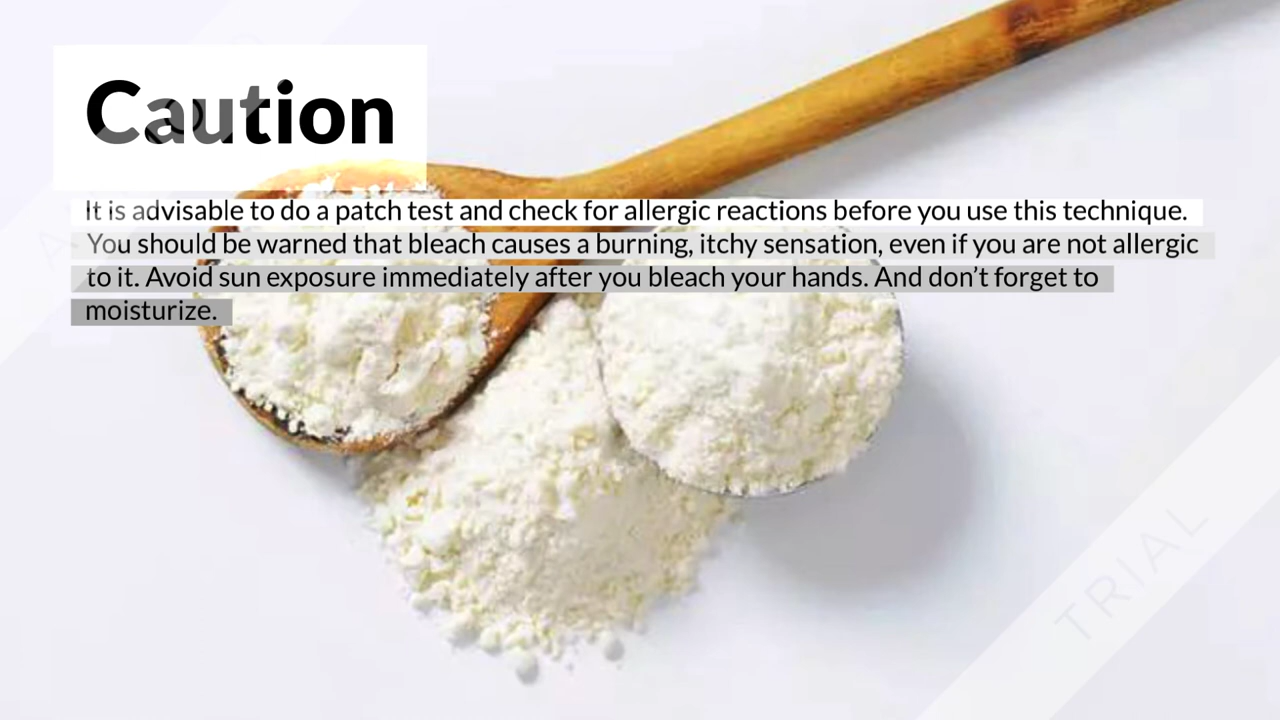 Caution
It is advisable to do a patch test and check for allergic reactions before you use this technique.
You should be warned that bleach causes a burning, itchy sensation, even if you are not allergic
to it. Avoid sun exposure immediately after you bleach your hands. And don’t forget to
moisturize.
TRIAL